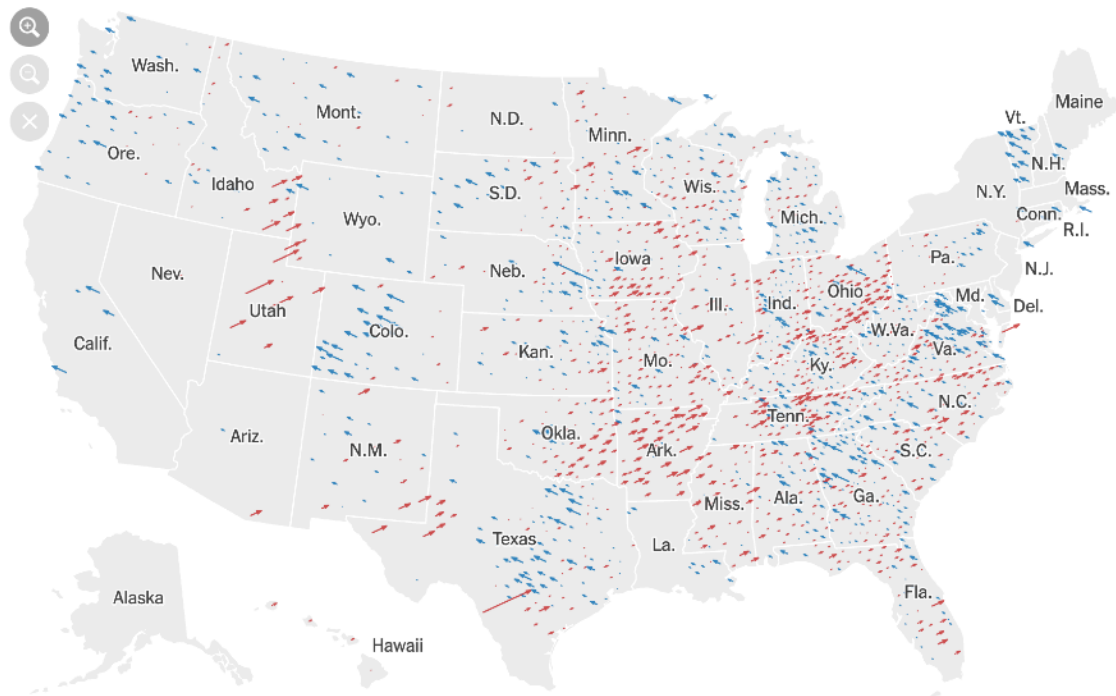 Wash.
Mont.
N.D.
Minn.
Vt.
Maine
Ore.
Idaho
S.D.
Wis.
Mich.
N.H.
N.Y.
Mass.
Wyo.
Conn.
R.I.
Nev.
Neb.
Iowa
Pa.
N.J.
Utah
Ill.
Ind.
Ohio
Md.
Del.
Calif.
Colo.
Kan.
Mo.
Ky.
W.Va.
Va.
Ariz.
N.M.
Okla.
Ark.
Tenn.
N.C.
S.C.
Miss.
Ala.
Ga.
Texas
La.
Alaska
Hawaii
Fla.